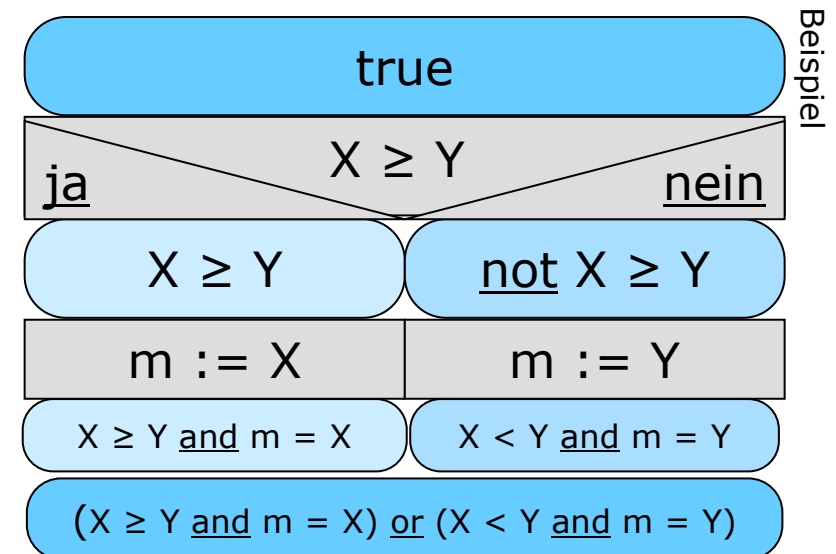 Beispiel
true
X ≥ Y
ja
nein
X ≥ Y
not X ≥ Y
m := X
m := Y
X ≥ Y and m = X
X < Y and m = Y
(X ≥ Y and m = X) or (X < Y and m = Y)